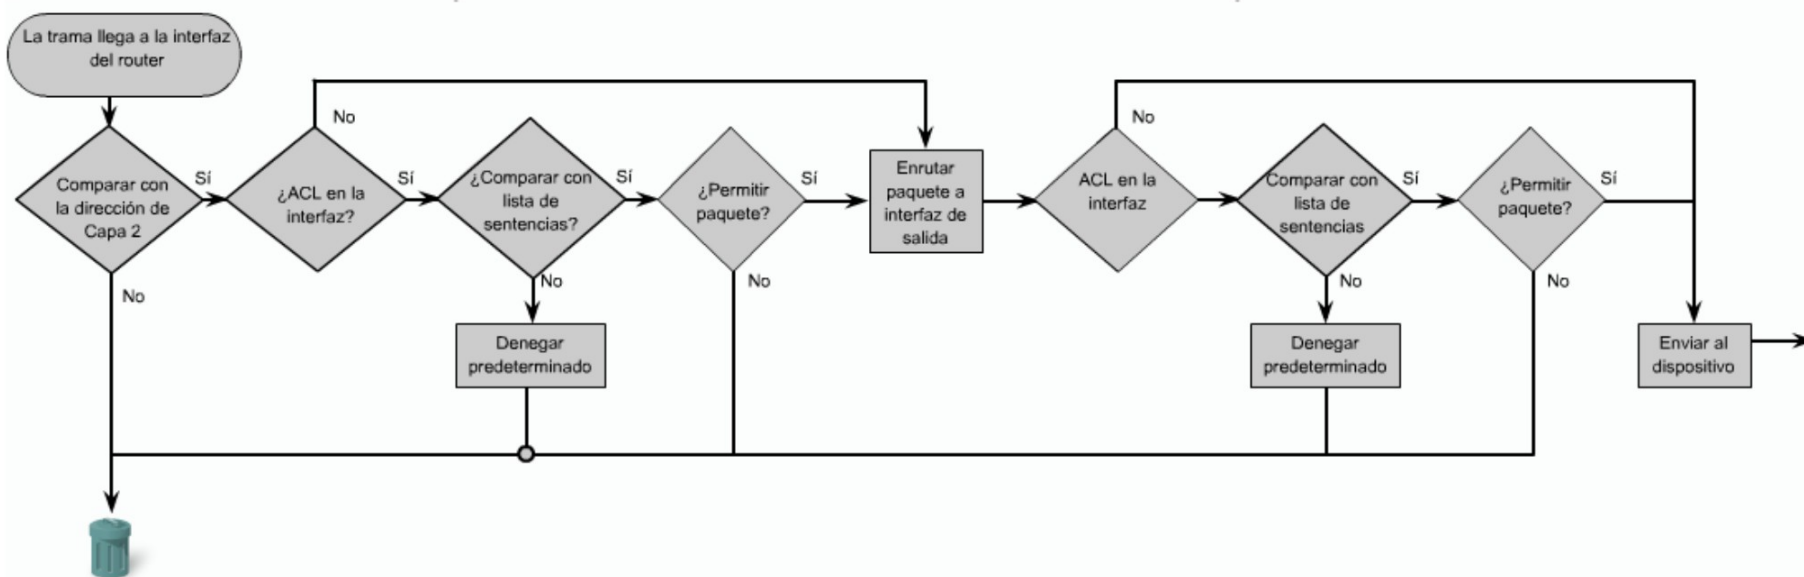 La trama llega a la interfaz
del router
Comparar con
la dirección de
Capa 2
Sí
No
¿ACL en la
interfaz?
No
Sí
¿Comparar con
lista de
sentencias?
Sí
No
Denegar
predeterminado
¿Permitir
paquete?
Sí
No
Enrutar
paquete a
interfaz de
salida
ACL en la
interfaz
No
Comparar con
lista de
sentencias
Sí
No
Denegar
predeterminado
¿Permitir
paquete?
Sí
No
Enviar al
dispositivo